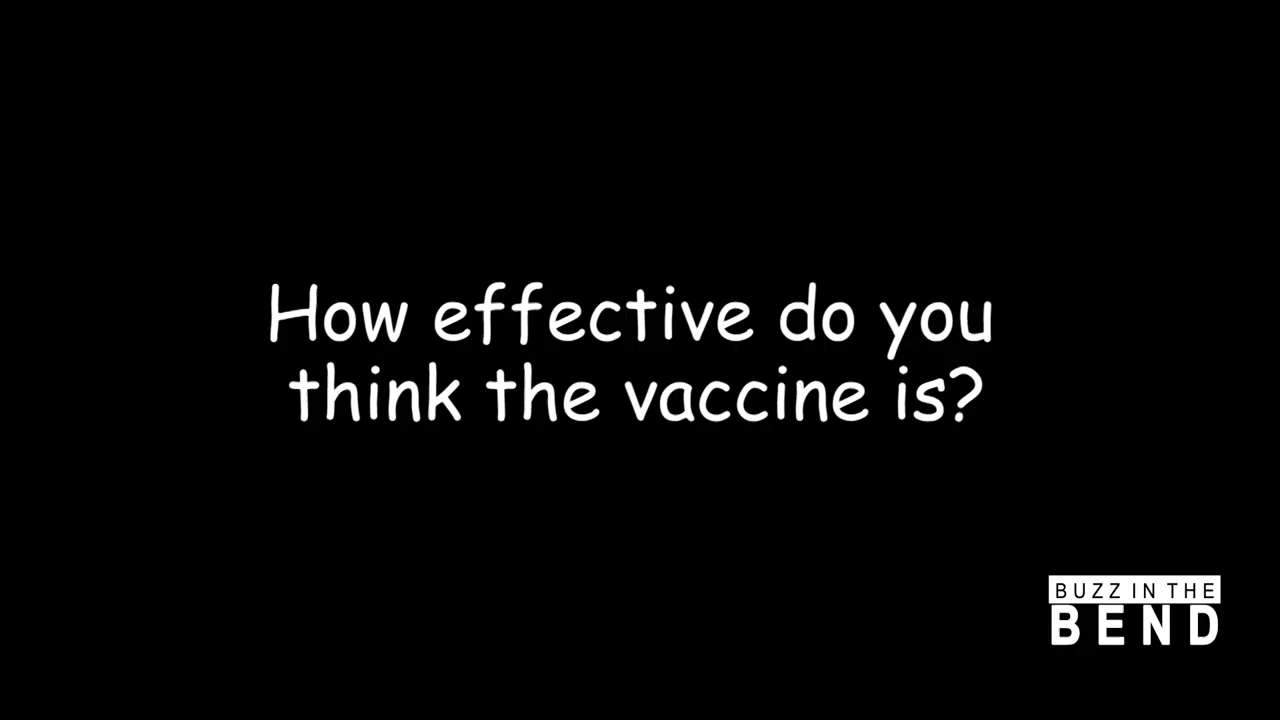 How effective do you
think the vaccine is?
BUZZ IN THE
BEND